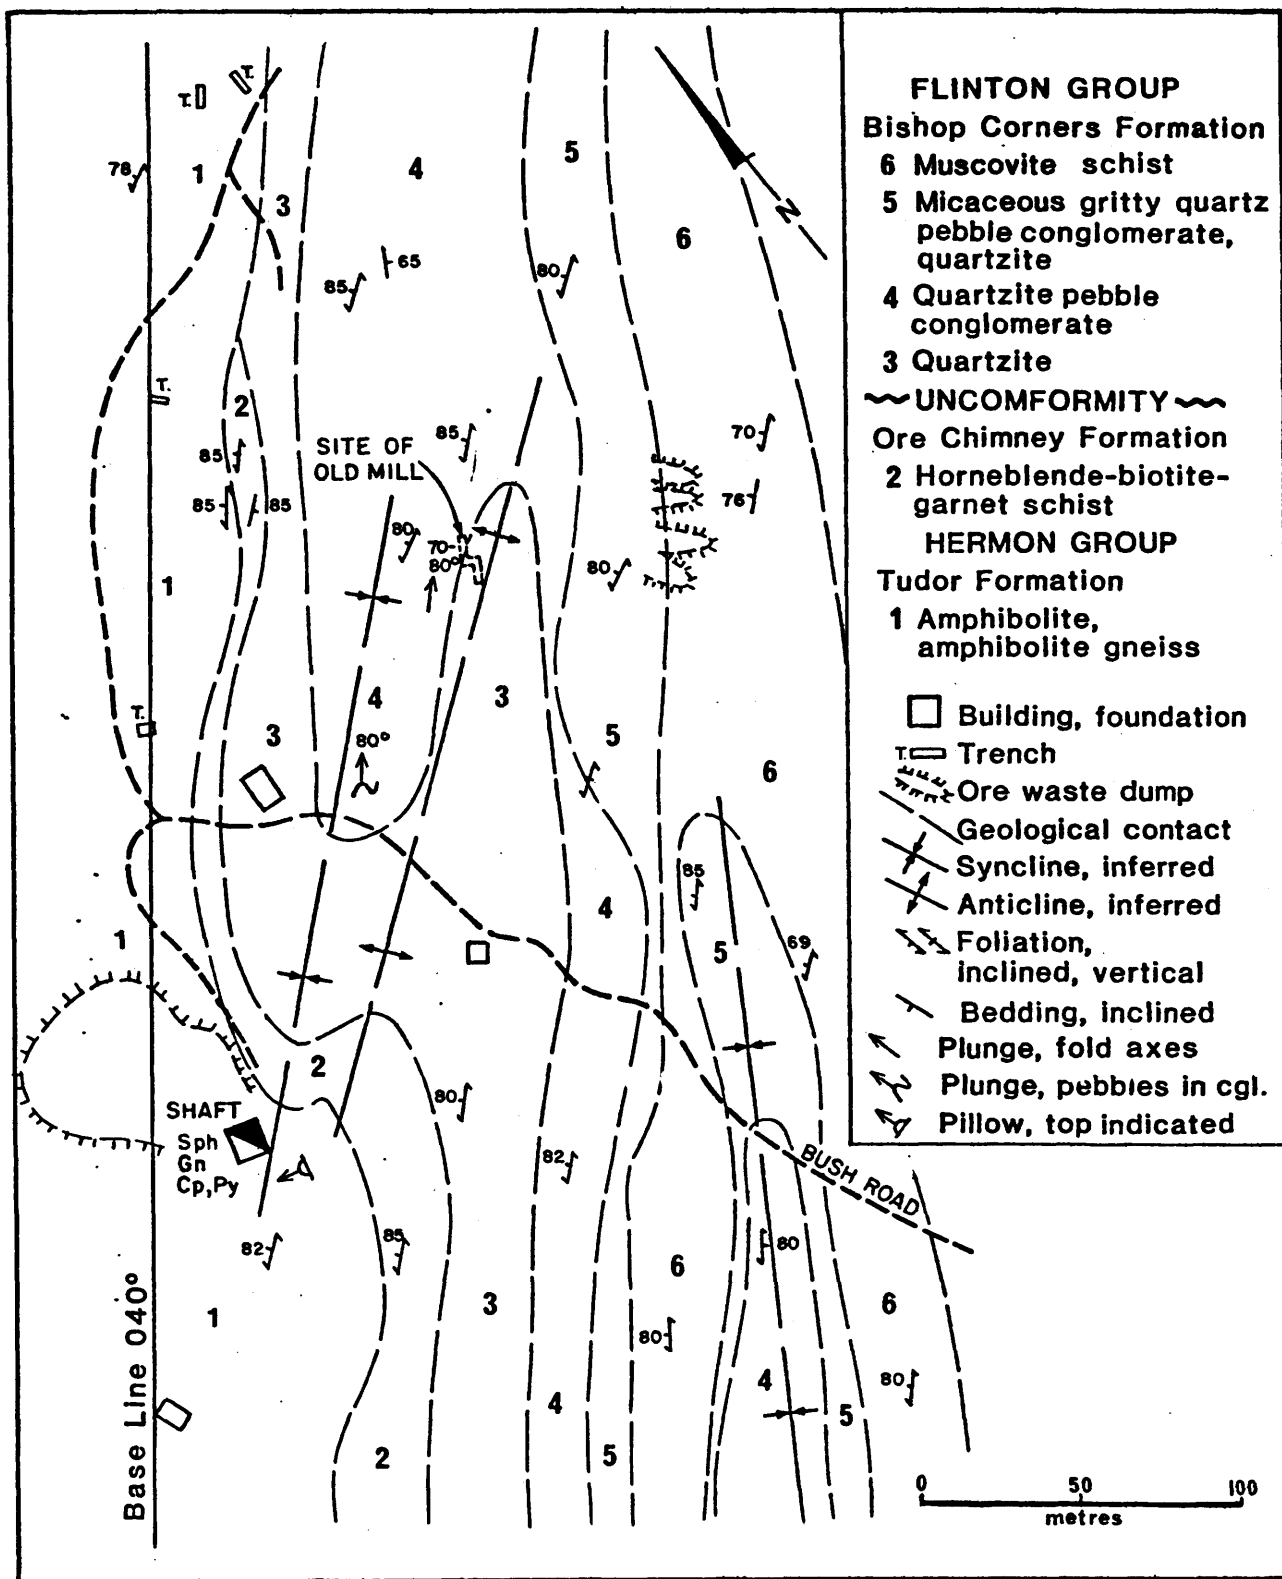 FLINTON GROUP
Bishop Corners Formation
6 Muscovite schist
5 Micaceous gritty quartz
pebble conglomerate,
quartzite
4 Quartzite pebble
conglomerate
3 Quartzite
UNCOMFORMITY
Ore Chimney Formation
2 Horneblende-biotite-
garnet schist
HERMON GROUP
Tudor Formation
1 Amphibolite,
amphibolite gneiss
Building, foundation
T. Trench
Ore waste dump
Geological contact
Syncline, inferred
Anticline, inferred
Foliation,
inclined, vertical
Bedding, inclined
Plunge, fold axes
Plunge, pebbles in cgl.
Pillow, top indicated
0 50 100
metres
T.
T.
4
5
78
1
3
N
6
65
85
80
T.
2
SITE OF
OLD MILL
85
70
85
85
85
76
80
70-
80°
80
T.
1
4
3
T.
3
80°
5
6
85
4
1
5
69
2
80
SHAFT
Sph
Gn
Cp,Py
82
BUSH ROAD
82
85
80
6
1
3
6
80
Base Line 040°
4
80
4
5
2
5